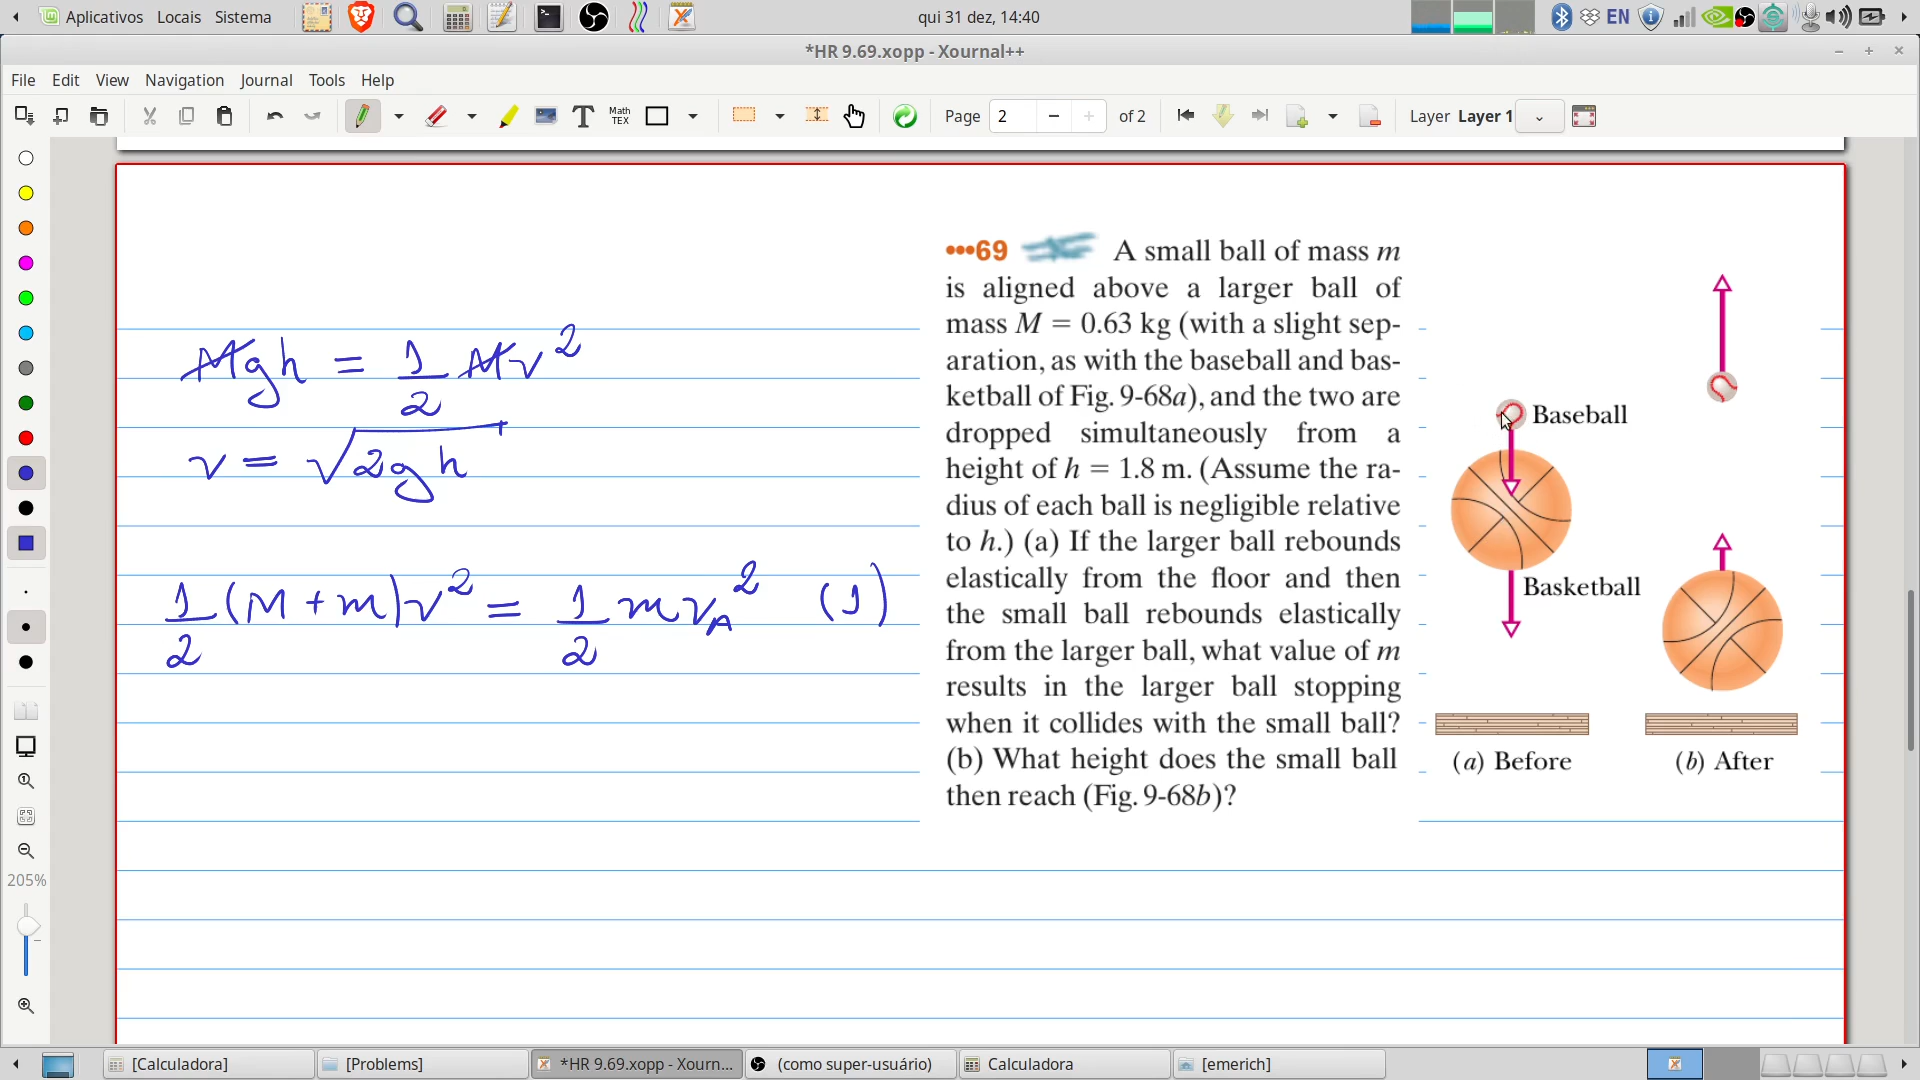 Aplicativos Locais Sistema
qui 31 dez, 14:40
EN
*HR 9.69.xopp - Xournal++
File Edit View Navigation Journal Tools Help
Math TEX
Page 2 of 2
Layer Layer 1
205%
Mgh = 1/2 Mv²
v = √2gh
1/2 (M + m)v² = 1/2 mv_A² (1)
•••69 A small ball of mass m
is aligned above a larger ball of
mass M = 0.63 kg (with a slight sep-
aration, as with the baseball and bas-
ketball of Fig. 9-68a), and the two are
dropped simultaneously from a
height of h = 1.8 m. (Assume the ra-
dius of each ball is negligible relative
to h.) (a) If the larger ball rebounds
elastically from the floor and then
the small ball rebounds elastically
from the larger ball, what value of m
results in the larger ball stopping
when it collides with the small ball?
(b) What height does the small ball
then reach (Fig. 9-68b)?
Baseball
Basketball
(a) Before
(b) After
[Calculadora] [Problems] *HR 9.69.xopp - Xourn... (como super-usuário) Calculadora [emerich]